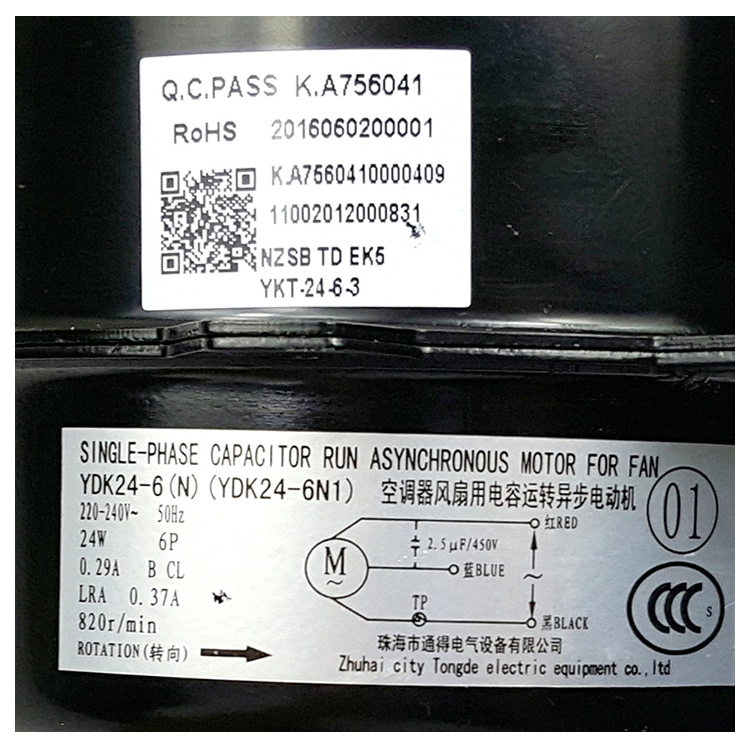 Q.C.PASS K.A756041
RoHS 2016060200001
K.A7560410000409
11002012000831
NZSB TD EK5
YKT-24-6-3
SINGLE-PHASE CAPACITOR RUN ASYNCHRONOUS MOTOR FOR FAN
YDK24-6(N)(YDK24-6N1) 空调器风扇用电容运转异步电动机
01
220-240V~ 50Hz
24W 6P
0.29A B CL
LRA 0.37A
820r/min
ROTATION(转向)
M
~
2.5μF/450V
红RED
蓝BLUE
~
TP
黑BLACK
CCC S
珠海市通得电气设备有限公司
Zhuhai city Tongde electric equipment co.,ltd